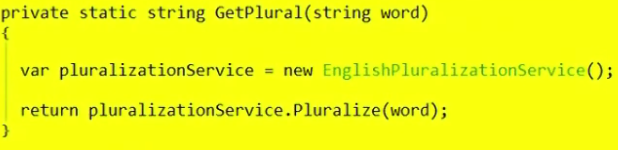 private static string GetPlural(string word)
{
var pluralizationService = new EnglishPluralizationService();
return pluralizationService.Pluralize(word);
}